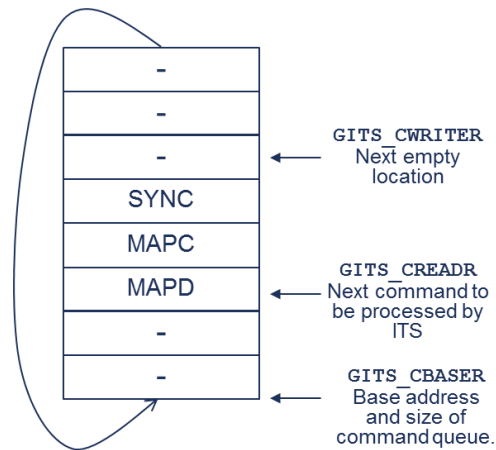 -
-
-
SYNC
MAPC
MAPD
-
-
GITS_CWRITER
Next empty
location
GITS_CREADR
Next command to
be processed by
ITS
GITS_CBASER
Base address
and size of
command queue.